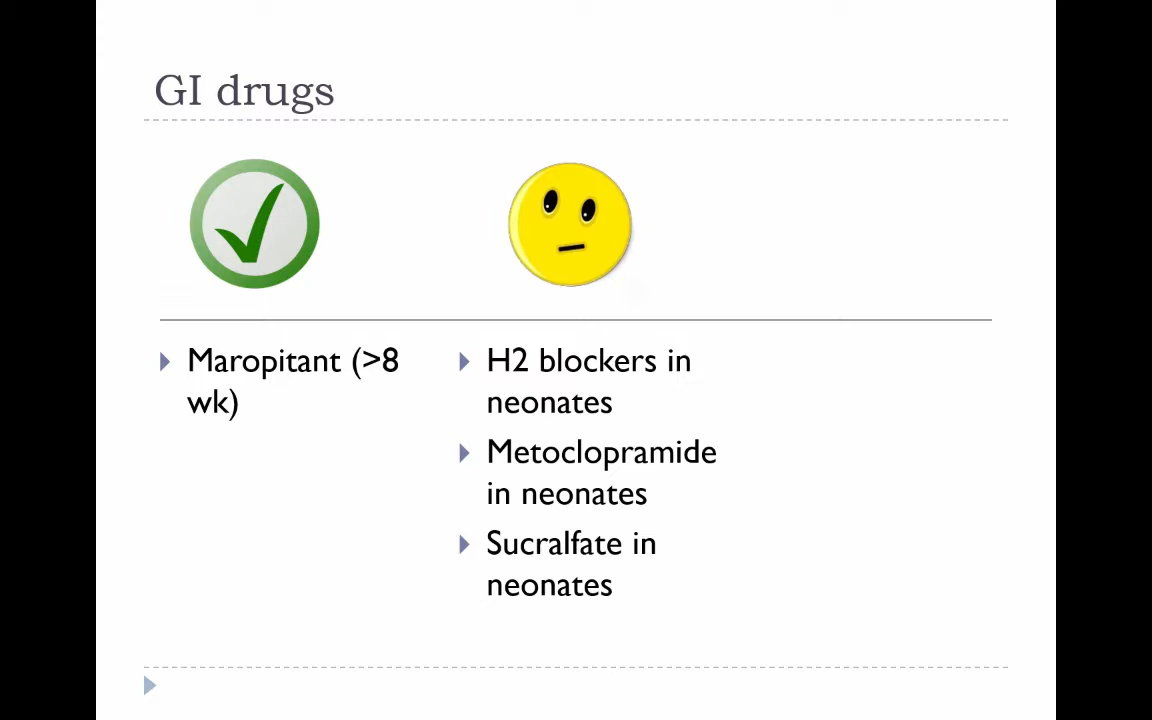 GI drugs
Maropitant (>8
wk)
H2 blockers in
neonates
Metoclopramide
in neonates
Sucralfate in
neonates